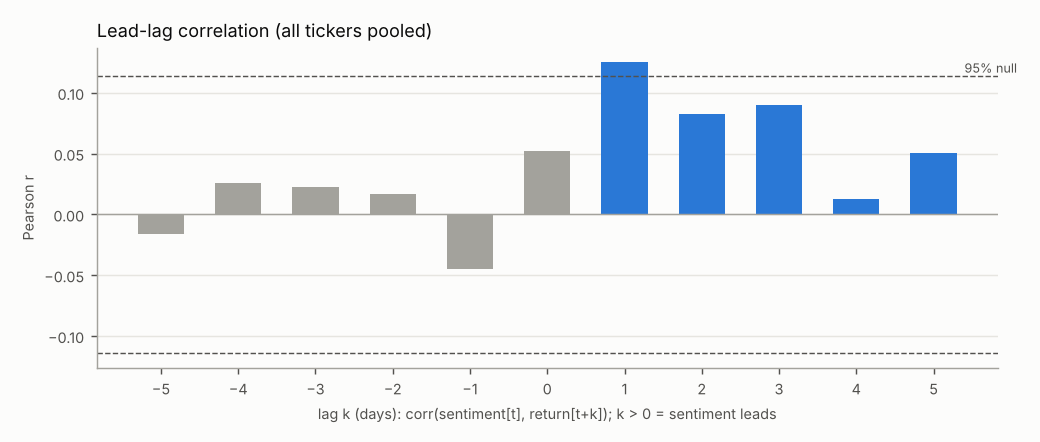 Lead-lag correlation (all tickers pooled)
95% null
0.10
0.05
0.00
−0.05
−0.10
Pearson r
−5 −4 −3 −2 −1 0 1 2 3 4 5
lag k (days): corr(sentiment[t], return[t+k]); k > 0 = sentiment leads